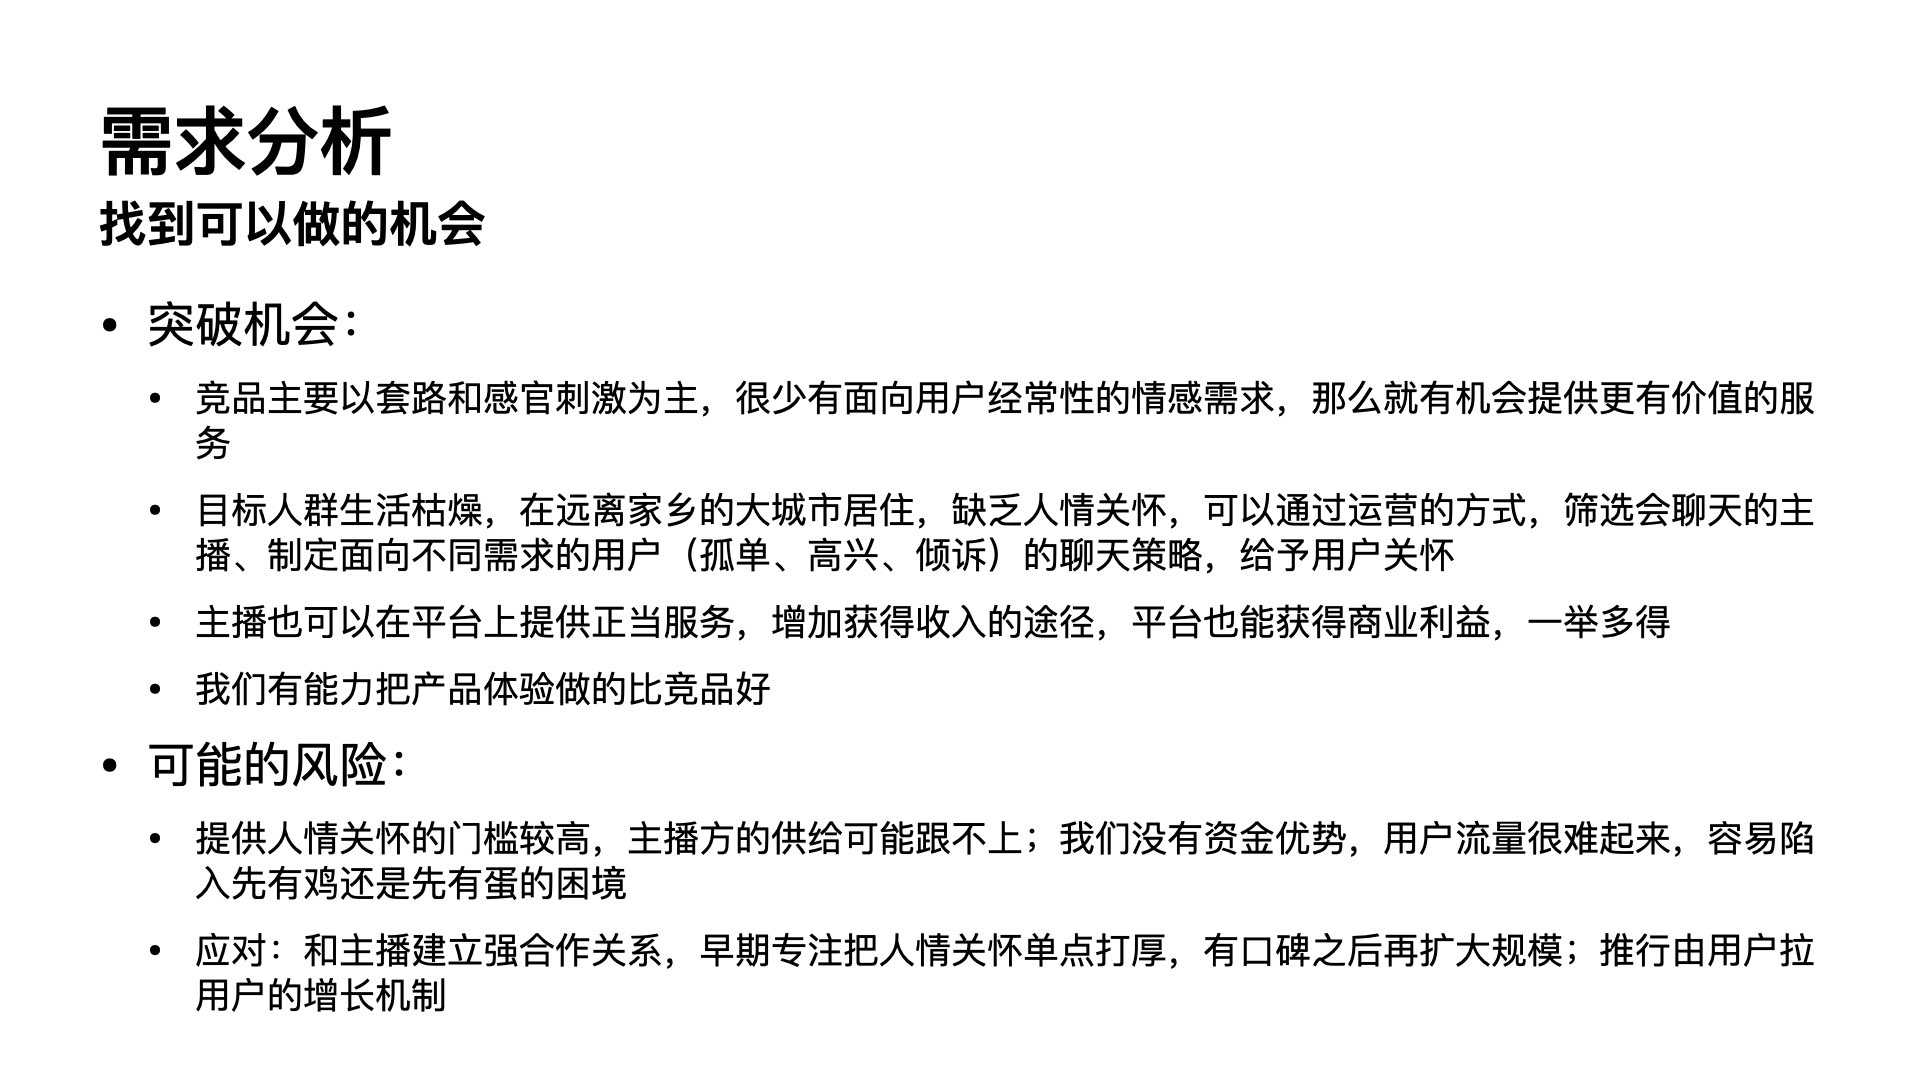 需求分析
找到可以做的机会
• 突破机会：
• 竞品主要以套路和感官刺激为主，很少有面向用户经常性的情感需求，那么就有机会提供更有价值的服
务
• 目标人群生活枯燥，在远离家乡的大城市居住，缺乏人情关怀，可以通过运营的方式，筛选会聊天的主
播、制定面向不同需求的用户（孤单、高兴、倾诉）的聊天策略，给予用户关怀
• 主播也可以在平台上提供正当服务，增加获得收入的途径，平台也能获得商业利益，一举多得
• 我们有能力把产品体验做的比竞品好
• 可能的风险：
• 提供人情关怀的门槛较高，主播方的供给可能跟不上；我们没有资金优势，用户流量很难起来，容易陷
入先有鸡还是先有蛋的困境
• 应对：和主播建立强合作关系，早期专注把人情关怀单点打厚，有口碑之后再扩大规模；推行由用户拉
用户的增长机制